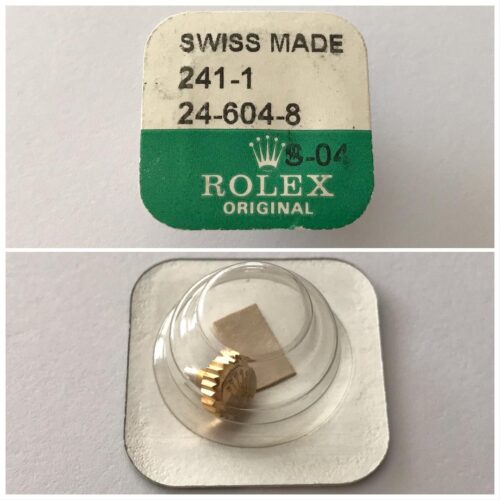 SWISS MADE
241-1
24-604-8
8-04
ROLEX
ORIGINAL